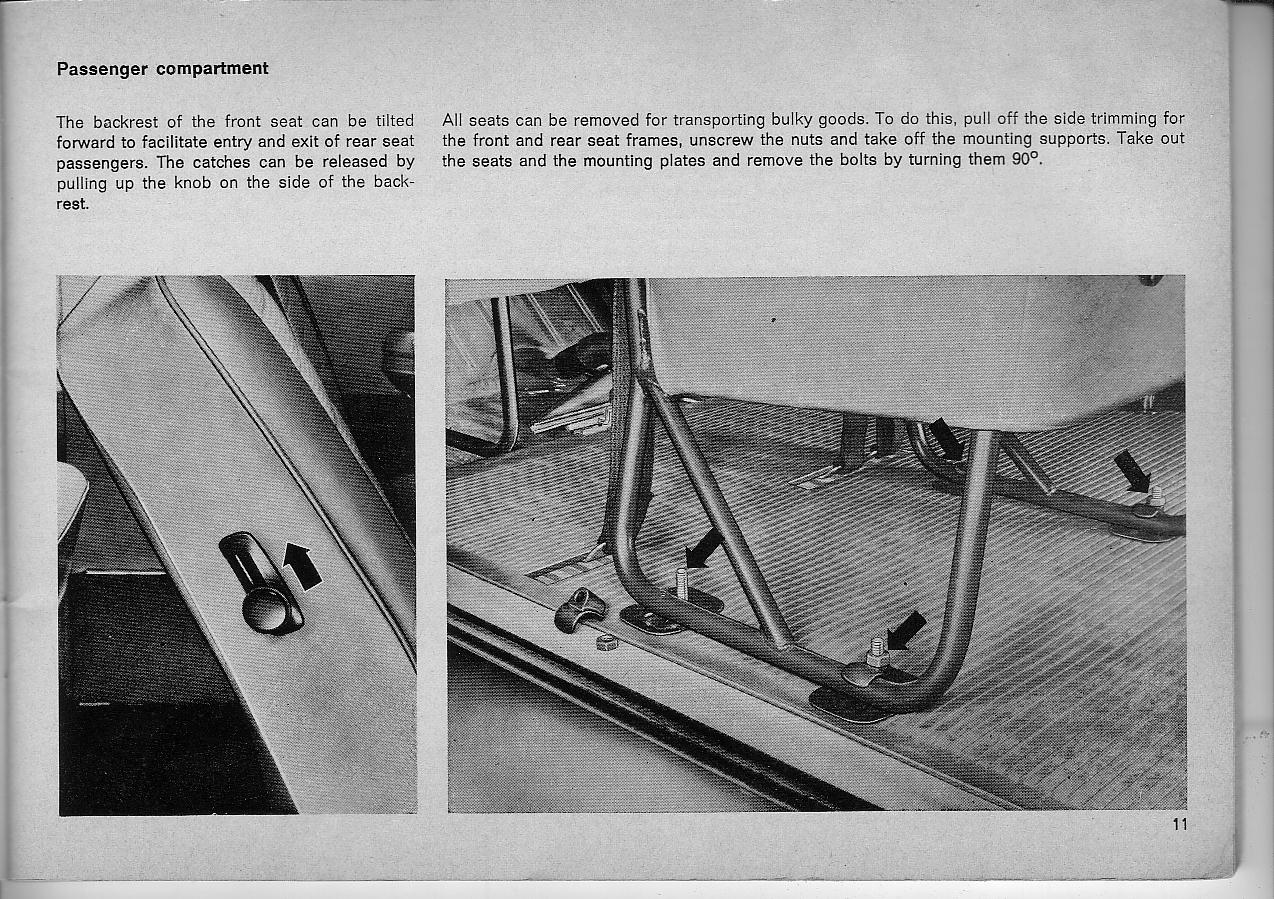 Passenger compartment
The backrest of the front seat can be tilted
forward to facilitate entry and exit of rear seat
passengers. The catches can be released by
pulling up the knob on the side of the back-
rest.
All seats can be removed for transporting bulky goods. To do this, pull off the side trimming for
the front and rear seat frames, unscrew the nuts and take off the mounting supports. Take out
the seats and the mounting plates and remove the bolts by turning them 90°.
11